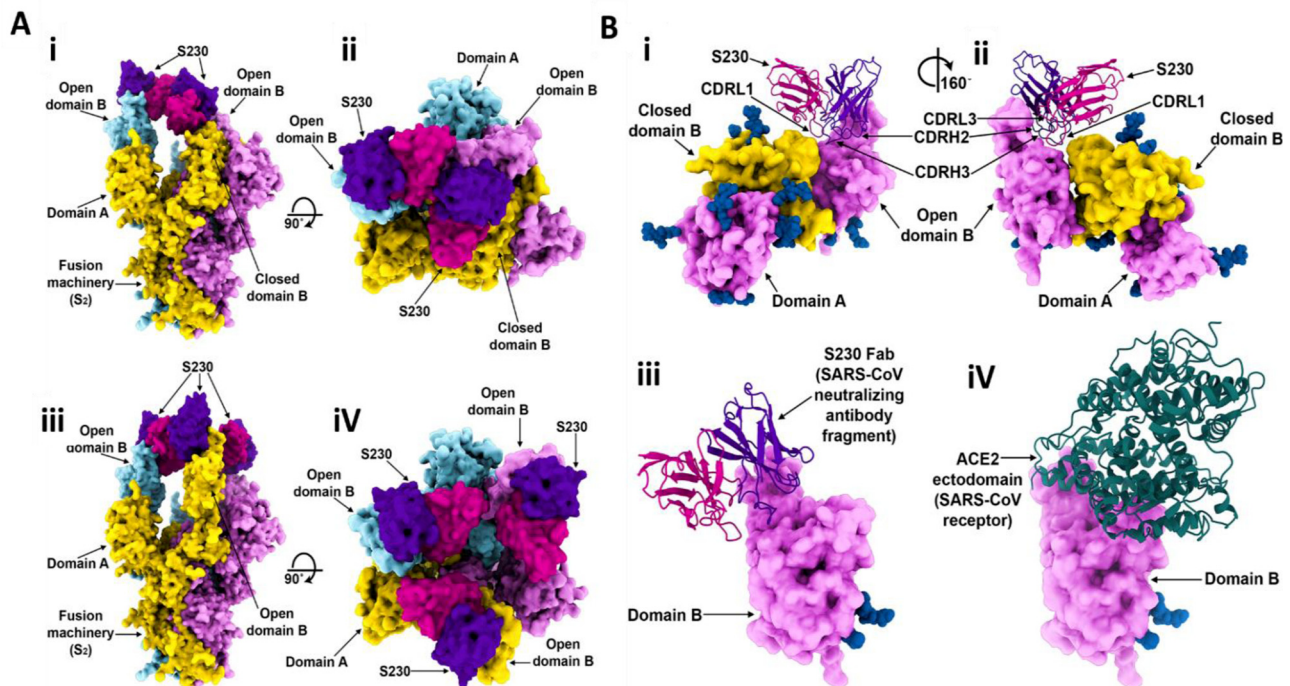 A
i
S230
Open
domain B
Open
domain B
Domain A
Fusion
machinery
(S2)
Closed
domain B
90°
ii
Domain A
Open
domain B
S230
Open
domain B
S230
Closed
domain B
iii
S230
Open
domain B
Domain A
Fusion
machinery
(S2)
Open
domain B
90°
iV
Open
domain B
S230
S230
Open
domain B
Domain A
S230
Open
domain B
B
i
S230
CDRL1
Closed
domain B
160-
ii
S230
CDRL1
CDRL3
CDRH2
CDRH3
Closed
domain B
Open
domain B
Domain A
Domain A
iii
S230 Fab
(SARS-CoV
neutralizing
antibody
fragment)
Domain B
iV
ACE2
ectodomain
(SARS-CoV
receptor)
Domain B